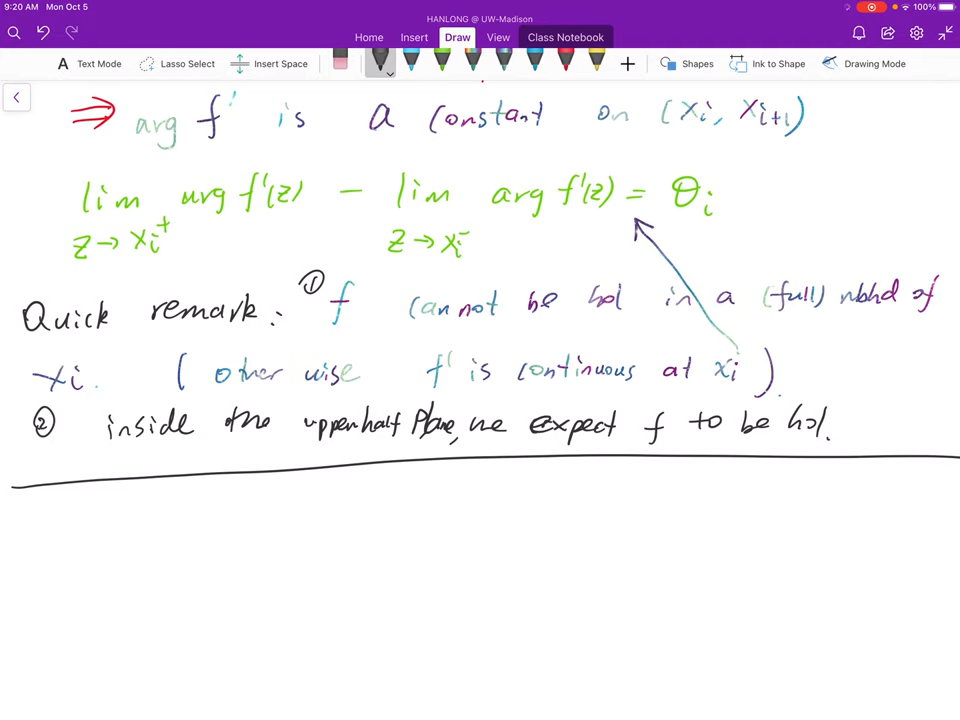 9:20 AM Mon Oct 5
100%
HANLONG @ UW-Madison
Home Insert Draw View Class Notebook
Text Mode Lasso Select Insert Space Shapes Ink to Shape Drawing Mode
⇒ arg f' is a constant on (xi, xi+1)
lim arg f'(z) − lim arg f'(z) = θi
z → xi+ z → xi-
Quick remark: ① f cannot be hol in a (full) nbhd of
xi. (otherwise f' is continuous at xi).
② inside the upper half Plane, we expect f to be hol.